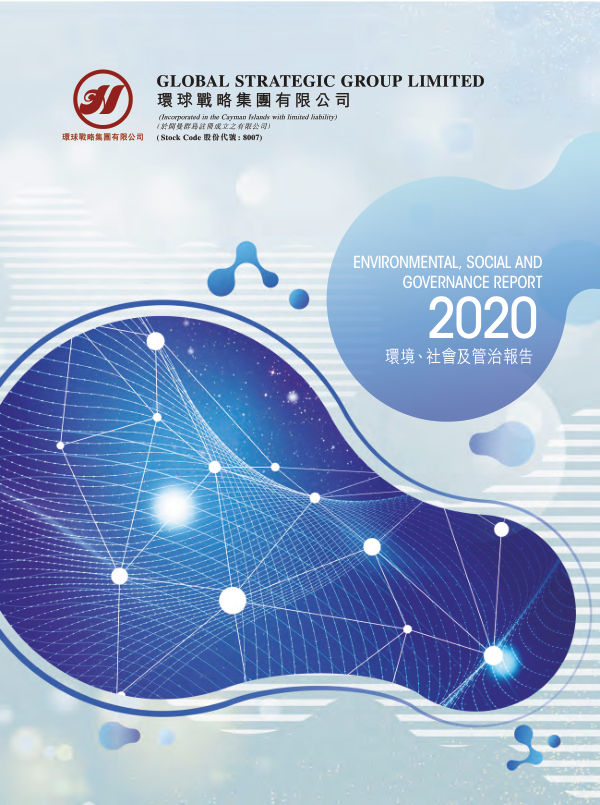 GLOBAL STRATEGIC GROUP LIMITED
環球戰略集團有限公司
(Incorporated in the Cayman Islands with limited liability)
(於開曼群島註冊成立之有限公司)
(Stock Code 股份代號: 8007)
環球戰略集團有限公司
ENVIRONMENTAL, SOCIAL AND
GOVERNANCE REPORT
2020
環境、社會及管治報告